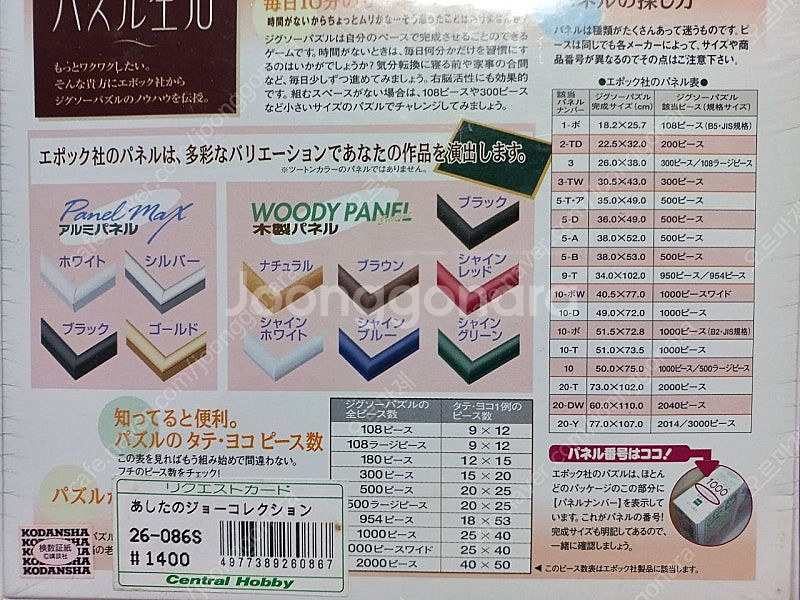 パズル生活
もっとワクワクしたい。
そんな貴方にエポック社から
ジグソーパズルのノウハウを伝授。
毎日10分の
時間がないからちょっとムリかな…そう思ったことはありませんか?
ジグソーパズルは自分のペースで完成させることのできる
ゲームです。時間がないときは、毎日何分かだけを習慣にす
るのはいかがでしょうか?気分転換に寝る前や家事の合間
など、毎日少しずつ進めてみましょう。右脳活性にも効果的
です。組むスペースがない場合は、108ピースや300ピース
など小さいサイズのパズルでチャレンジしてみましょう。
パネルの探し方
パネルは種類がたくさんあって迷うものです。ピ
ースは同じでも各メーカーによって、サイズや商
品番号が異なるのでその点はご注意下さい。
●エポック社のパネル表●
該当パネルナンバー ジグソーパズル完成サイズ(cm) ジグソーパズル該当ピース(規格サイズ)
1-ボ 18.2×25.7 108ピース(B5・JIS規格)
2-TD 22.5×32.0 200ピース
3 26.0×38.0 300ピース/108ラージピース
3-TW 30.5×43.0 300ピース
5-T・ア 35.0×49.0 500ピース
5-D 36.0×49.0 500ピース
5-A 38.0×52.0 500ピース
5-B 38.0×53.0 500ピース
9-T 34.0×102.0 950ピース/954ピース
10-ボW 40.5×77.0 1000ピースワイド
10-D 49.0×72.0 1000ピース
10-ボ 51.5×72.8 1000ピース(B2・JIS規格)
10-T 51.0×73.5 1000ピース
10 50.0×75.0 1000ピース/500ラージピース
20-T 73.0×102.0 2000ピース
20-DW 60.0×110.0 2040ピース
20-Y 77.0×107.0 2014/3000ピース
エポック社のパネルは、多彩なバリエーションであなたの作品を演出します。
※ツートンカラーのパネルではありません。
Panel MaX
アルミパネル
ホワイト
シルバー
ブラック
ゴールド
WOODY PANEL
木製パネル
ブラック
ナチュラル
ブラウン
シャイン
レッド
シャイン
ホワイト
シャイン
ブルー
シャイン
グリーン
Joonggonara
知ってると便利。
パズルの タテ・ヨコ ピース数
この表を見ればもう組み始めで間違わない。
フチのピース数をチェック!
ジグソーパズルの全ピース数 タテ・ヨコ1例のピース数
108ピース 9×12
108ラージピース 9×12
180ピース 12×15
300ピース 15×20
500ピース 20×25
500ラージピース 20×25
954ピース 18×53
1000ピース 25×40
000ピースワイド 25×40
2000ピース 40×50
パネル番号はココ!
エポック社のパズルは、ほとん
どのパッケージのこの部分に
[パネルナンバー]を表示して
います。これがパネルの番号!
完成サイズも明記してあるので、
一緒に確認しましょう。
1000
◀このピース数表はエポック社製品に該当します。
パズル
KODANSHA
KODANSHA
検数証紙
©講談社
KODANSHA
KODANSHA
リクエストカード
あしたのジョーコレクション
26-086S
#1400
4977389260867
Central Hobby